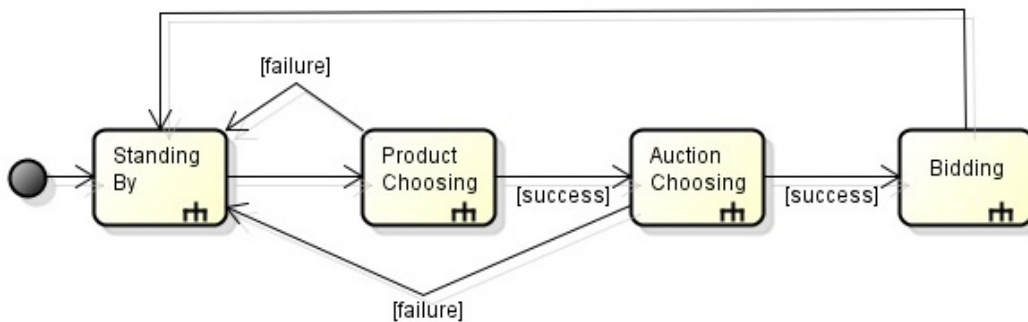 [failure]
Standing
By
Product
Choosing
[success]
Auction
Choosing
[success]
Bidding
[failure]